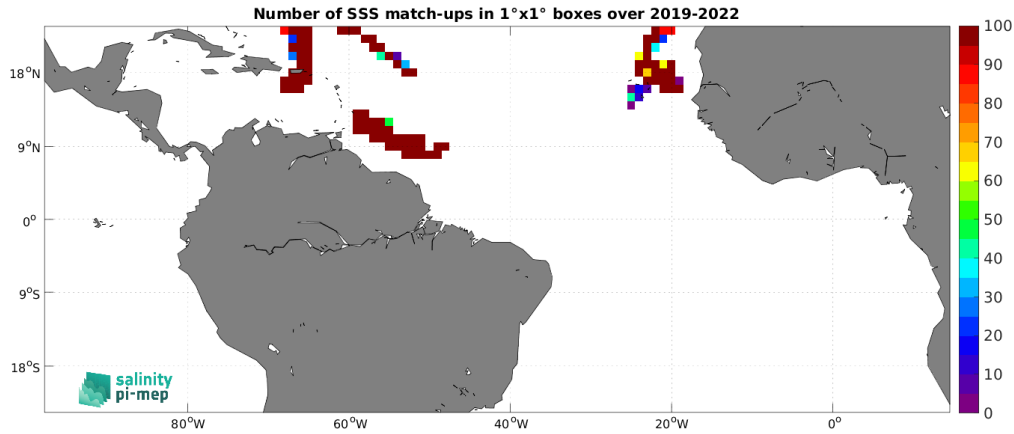 Number of SSS match-ups in 1°x1° boxes over 2019-2022
18°N
9°N
0°
9°S
18°S
80°W
60°W
40°W
20°W
0°
100
90
80
70
60
50
40
30
20
10
0
salinity
pi-mep